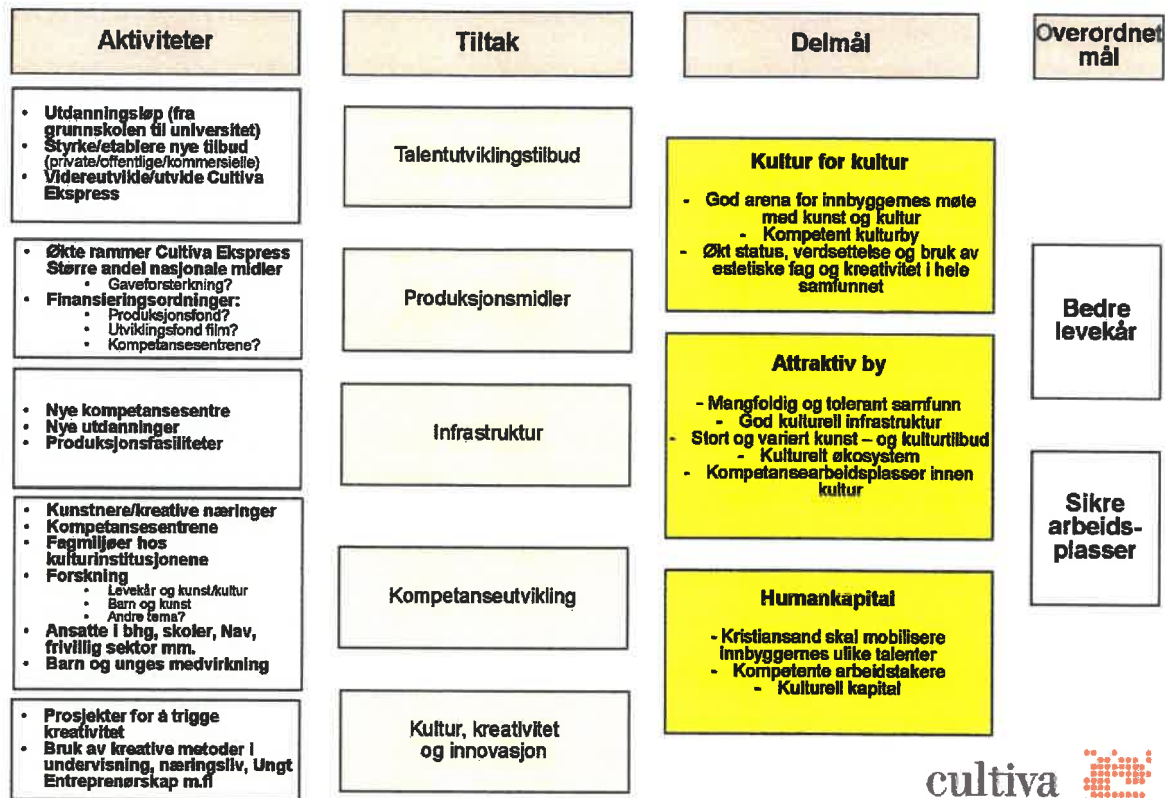 Aktiviteter
Tiltak
Delmål
Overordnet
mål
• Utdanningsløp (fra
grunnskolen til universitet)
• Styrke/etablere nye tilbud
(private/offentlige/kommersielle)
• Videreutvikle/utvide Cultiva
Ekspress
Talentutviklingstilbud
• Økte rammer Cultiva Ekspress
Større andel nasjonale midler
• Gaveforsterkning?
• Finansieringsordninger:
• Produksjonsfond?
• Utviklingsfond film?
• Kompetansesentrene?
Produksjonsmidler
• Nye kompetansesentre
• Nye utdanninger
• Produksjonsfasiliteter
Infrastruktur
• Kunstnere/kreative næringer
• Kompetansesentrene
• Fagmiljøer hos
kulturinstitusjonene
• Forskning
• Levekår og kunst/kultur
• Barn og kunst
• Andre tema?
• Ansatte i bhg, skoler, Nav,
frivillig sektor mm.
• Barn og unges medvirkning
Kompetanseutvikling
• Prosjekter for å trigge
kreativitet
• Bruk av kreative metoder i
undervisning, næringsliv, Ungt
Entreprenørskap m.fl
Kultur, kreativitet
og innovasjon
Kultur for kultur
- God arena for innbyggernes møte
med kunst og kultur
- Kompetent kulturby
- Økt status, verdsettelse og bruk av
estetiske fag og kreativitet i hele
samfunnet
Attraktiv by
- Mangfoldig og tolerant samfunn
- God kulturell infrastruktur
- Stort og variert kunst – og kulturtilbud
- Kulturelt økosystem
- Kompetansearbeidsplasser innen
kultur
Humankapital
- Kristiansand skal mobilisere
innbyggernes ulike talenter
- Kompetente arbeidstakere
- Kulturell kapital
Bedre
levekår
Sikre
arbeids-
plasser
cultiva